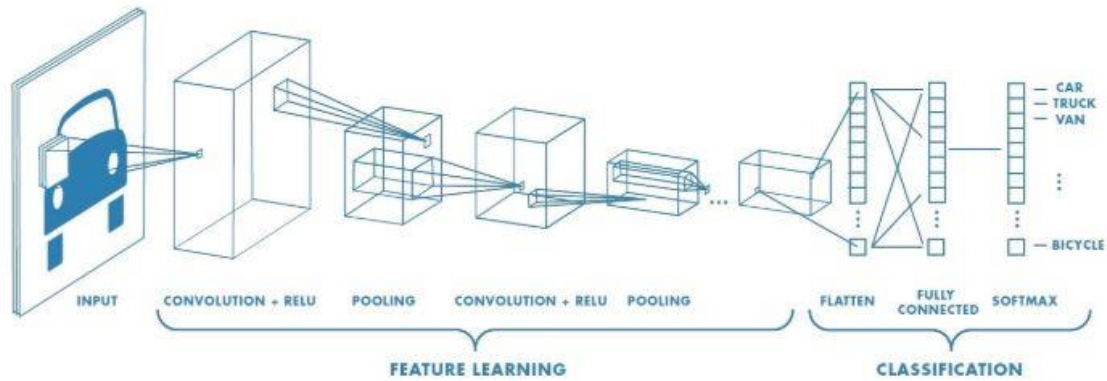 CAR
TRUCK
VAN
BICYCLE
INPUT
CONVOLUTION + RELU
POOLING
CONVOLUTION + RELU
POOLING
FLATTEN
FULLY
CONNECTED
SOFTMAX
FEATURE LEARNING
CLASSIFICATION